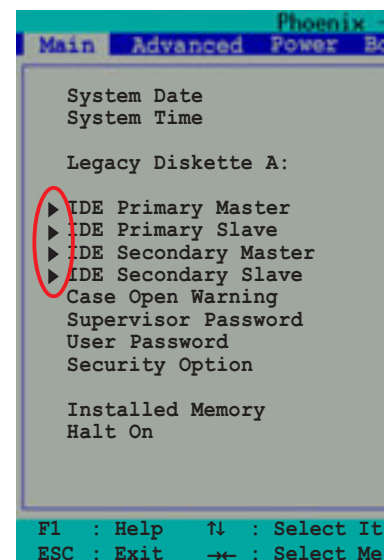 Phoenix -
Main Advanced Power Bo
System Date
System Time
Legacy Diskette A:
▶ IDE Primary Master
▶ IDE Primary Slave
▶ IDE Secondary Master
▶ IDE Secondary Slave
Case Open Warning
Supervisor Password
User Password
Security Option
Installed Memory
Halt On
F1 : Help ↑↓ : Select It
ESC : Exit →← : Select Me